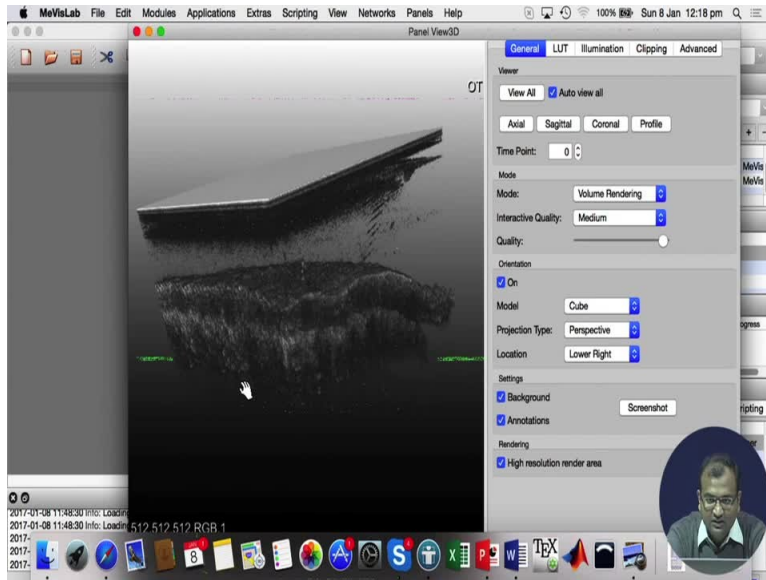 MeVisLab File Edit Modules Applications Extras Scripting View Networks Panels Help 100% Sun 8 Jan 12:18 pm
Panel View3D
General LUT Illumination Clipping Advanced
OT
Viewer
View All Auto view all
Axial Sagittal Coronal Profile
Time Point: 0
Mode
Mode: Volume Rendering
Interactive Quality: Medium
Quality:
Orientation
On
Model Cube
Projection Type: Perspective
Location Lower Right
Settings
Background
Screenshot
Annotations
Rendering
High resolution render area
MeVis
MeVis
ogress
ripting
2017-01-08 11:48:30 Info: Loadin
2017-01-08 11:48:30 Info: Loadin
2017-
2017-
2017-
512 512 512 RGB 1
8
TEX